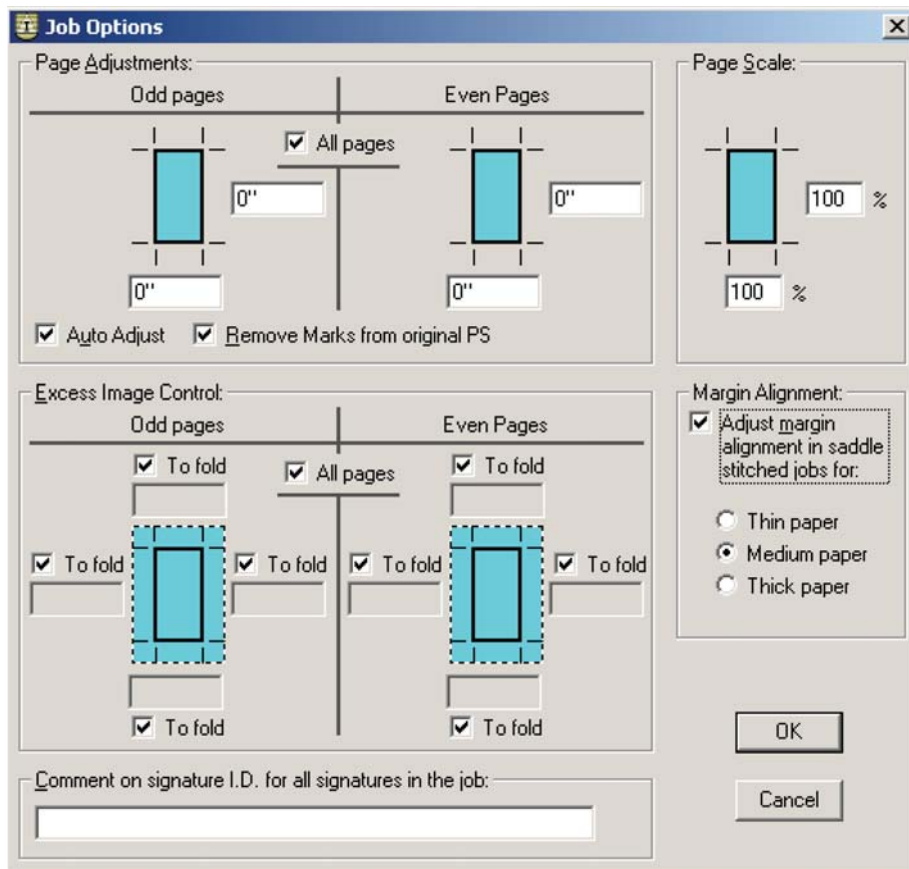 Job Options
Page Adjustments:
Odd pages
Even Pages
All pages
0"
0"
0"
0"
Auto Adjust
Remove Marks from original PS
Page Scale:
100 %
100 %
Excess Image Control:
Odd pages
Even Pages
To fold
All pages
To fold
To fold
To fold
To fold
To fold
To fold
To fold
Margin Alignment:
Adjust margin
alignment in saddle
stitched jobs for:
Thin paper
Medium paper
Thick paper
Comment on signature I.D. for all signatures in the job:
OK
Cancel